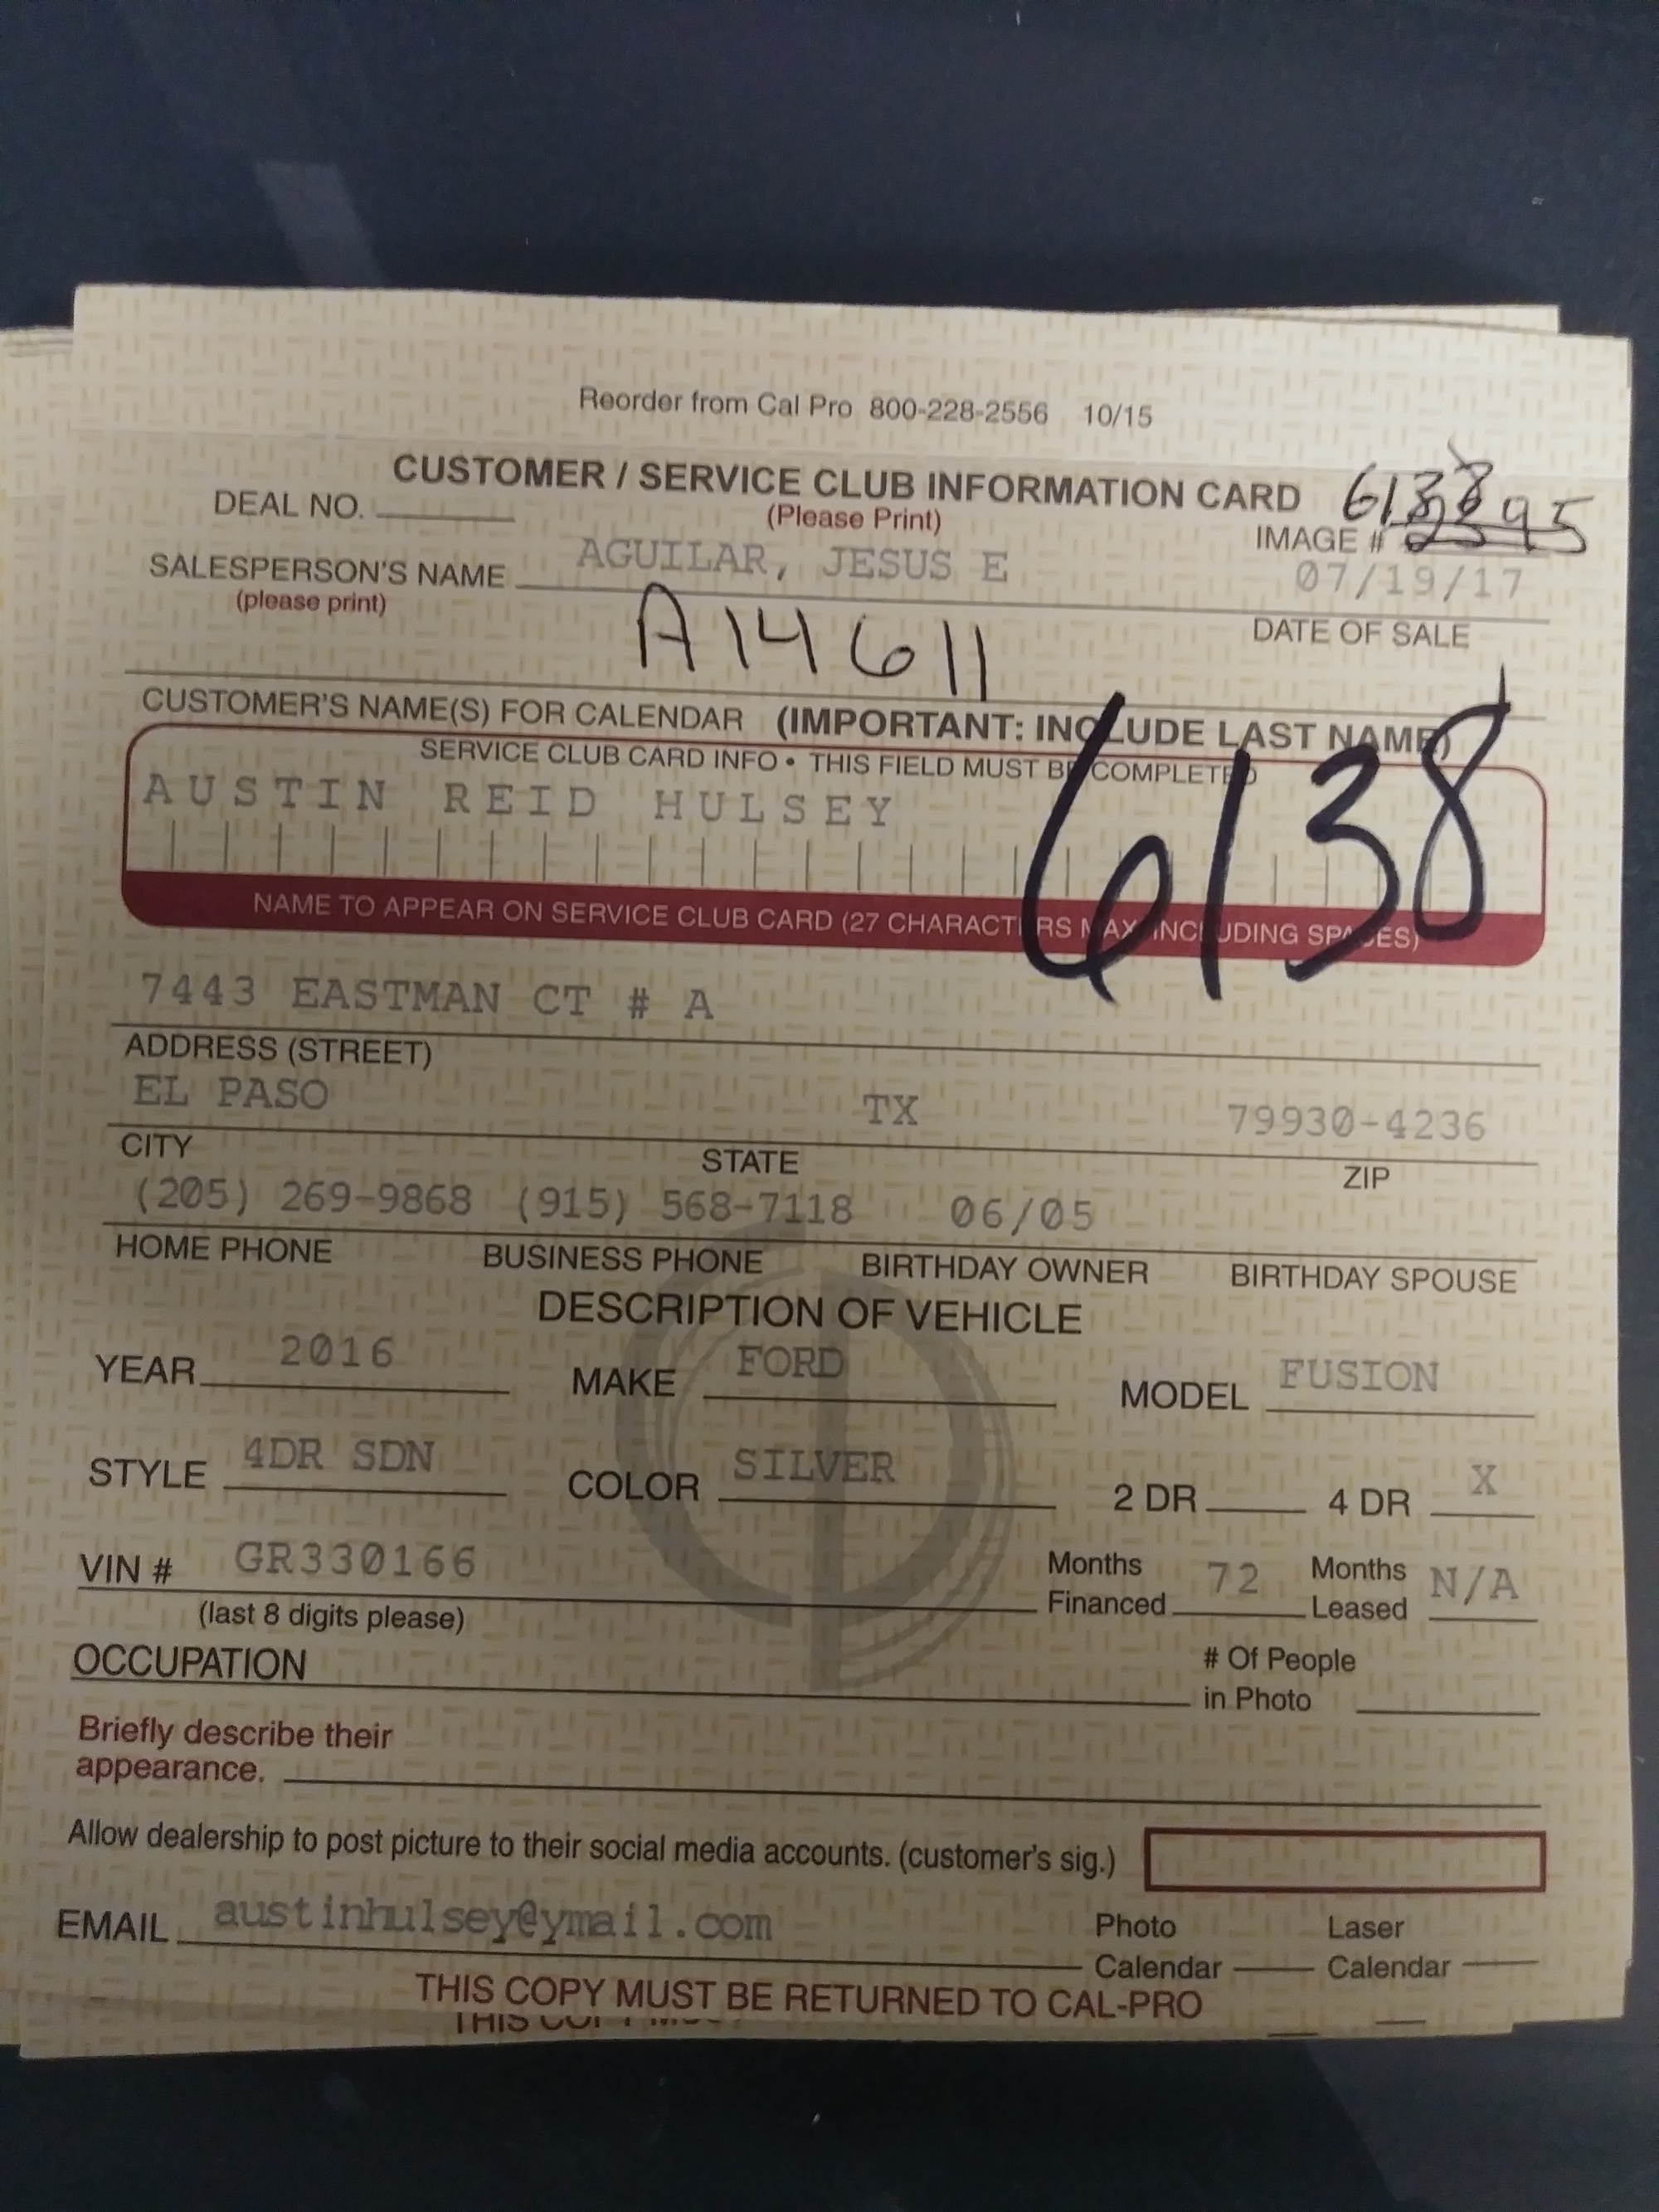 Reorder from Cal Pro 800-228-2556 10/15
CUSTOMER / SERVICE CLUB INFORMATION CARD
DEAL NO. (Please Print) IMAGE #
SALESPERSON'S NAME AGUILAR, JESUS E 07/19/17
(please print) DATE OF SALE
A14611
CUSTOMER'S NAME(S) FOR CALENDAR (IMPORTANT: INCLUDE LAST NAME)
SERVICE CLUB CARD INFO • THIS FIELD MUST BE COMPLETED
AUSTIN REID HULSEY
6138
NAME TO APPEAR ON SERVICE CLUB CARD (27 CHARACTERS MAX INCLUDING SPACES)
7443 EASTMAN CT # A
ADDRESS (STREET)
EL PASO TX 79930-4236
CITY STATE ZIP
(205) 269-9868 (915) 568-7118 06/05
HOME PHONE BUSINESS PHONE BIRTHDAY OWNER BIRTHDAY SPOUSE
DESCRIPTION OF VEHICLE
YEAR 2016 MAKE FORD MODEL FUSION
STYLE 4DR SDN COLOR SILVER 2 DR 4 DR X
VIN # GR330166 Months Financed 72 Months Leased N/A
(last 8 digits please)
OCCUPATION # Of People in Photo
Briefly describe their
appearance.
Allow dealership to post picture to their social media accounts. (customer's sig.)
EMAIL austinhulsey@ymail.com Photo Calendar Laser Calendar
THIS COPY MUST BE RETURNED TO CAL-PRO